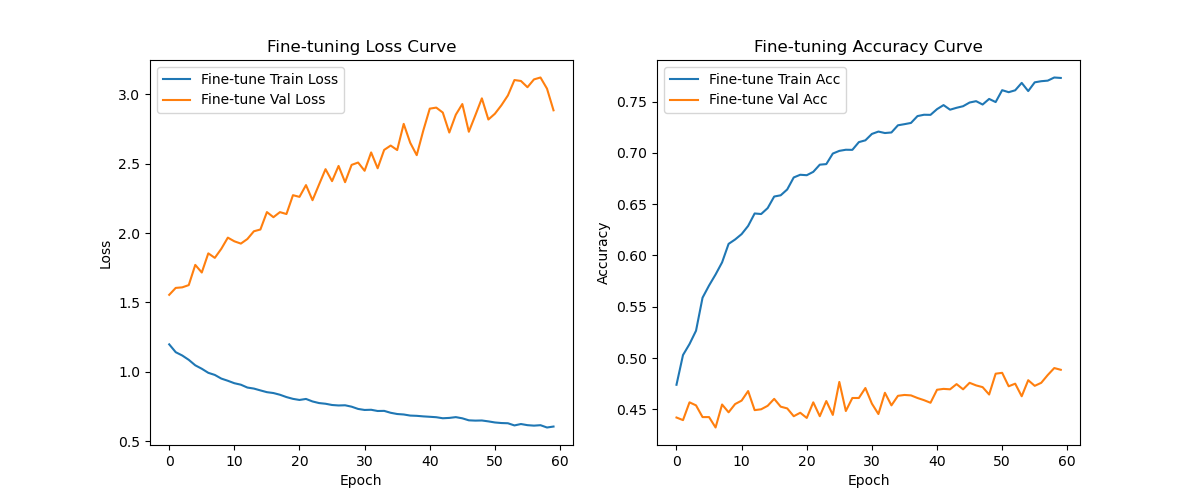 Fine-tuning Loss Curve
Fine-tune Train Loss
Fine-tune Val Loss
3.0
2.5
2.0
1.5
1.0
0.5
Loss
0 10 20 30 40 50 60
Epoch
Fine-tuning Accuracy Curve
Fine-tune Train Acc
Fine-tune Val Acc
0.75
0.70
0.65
0.60
0.55
0.50
0.45
Accuracy
0 10 20 30 40 50 60
Epoch